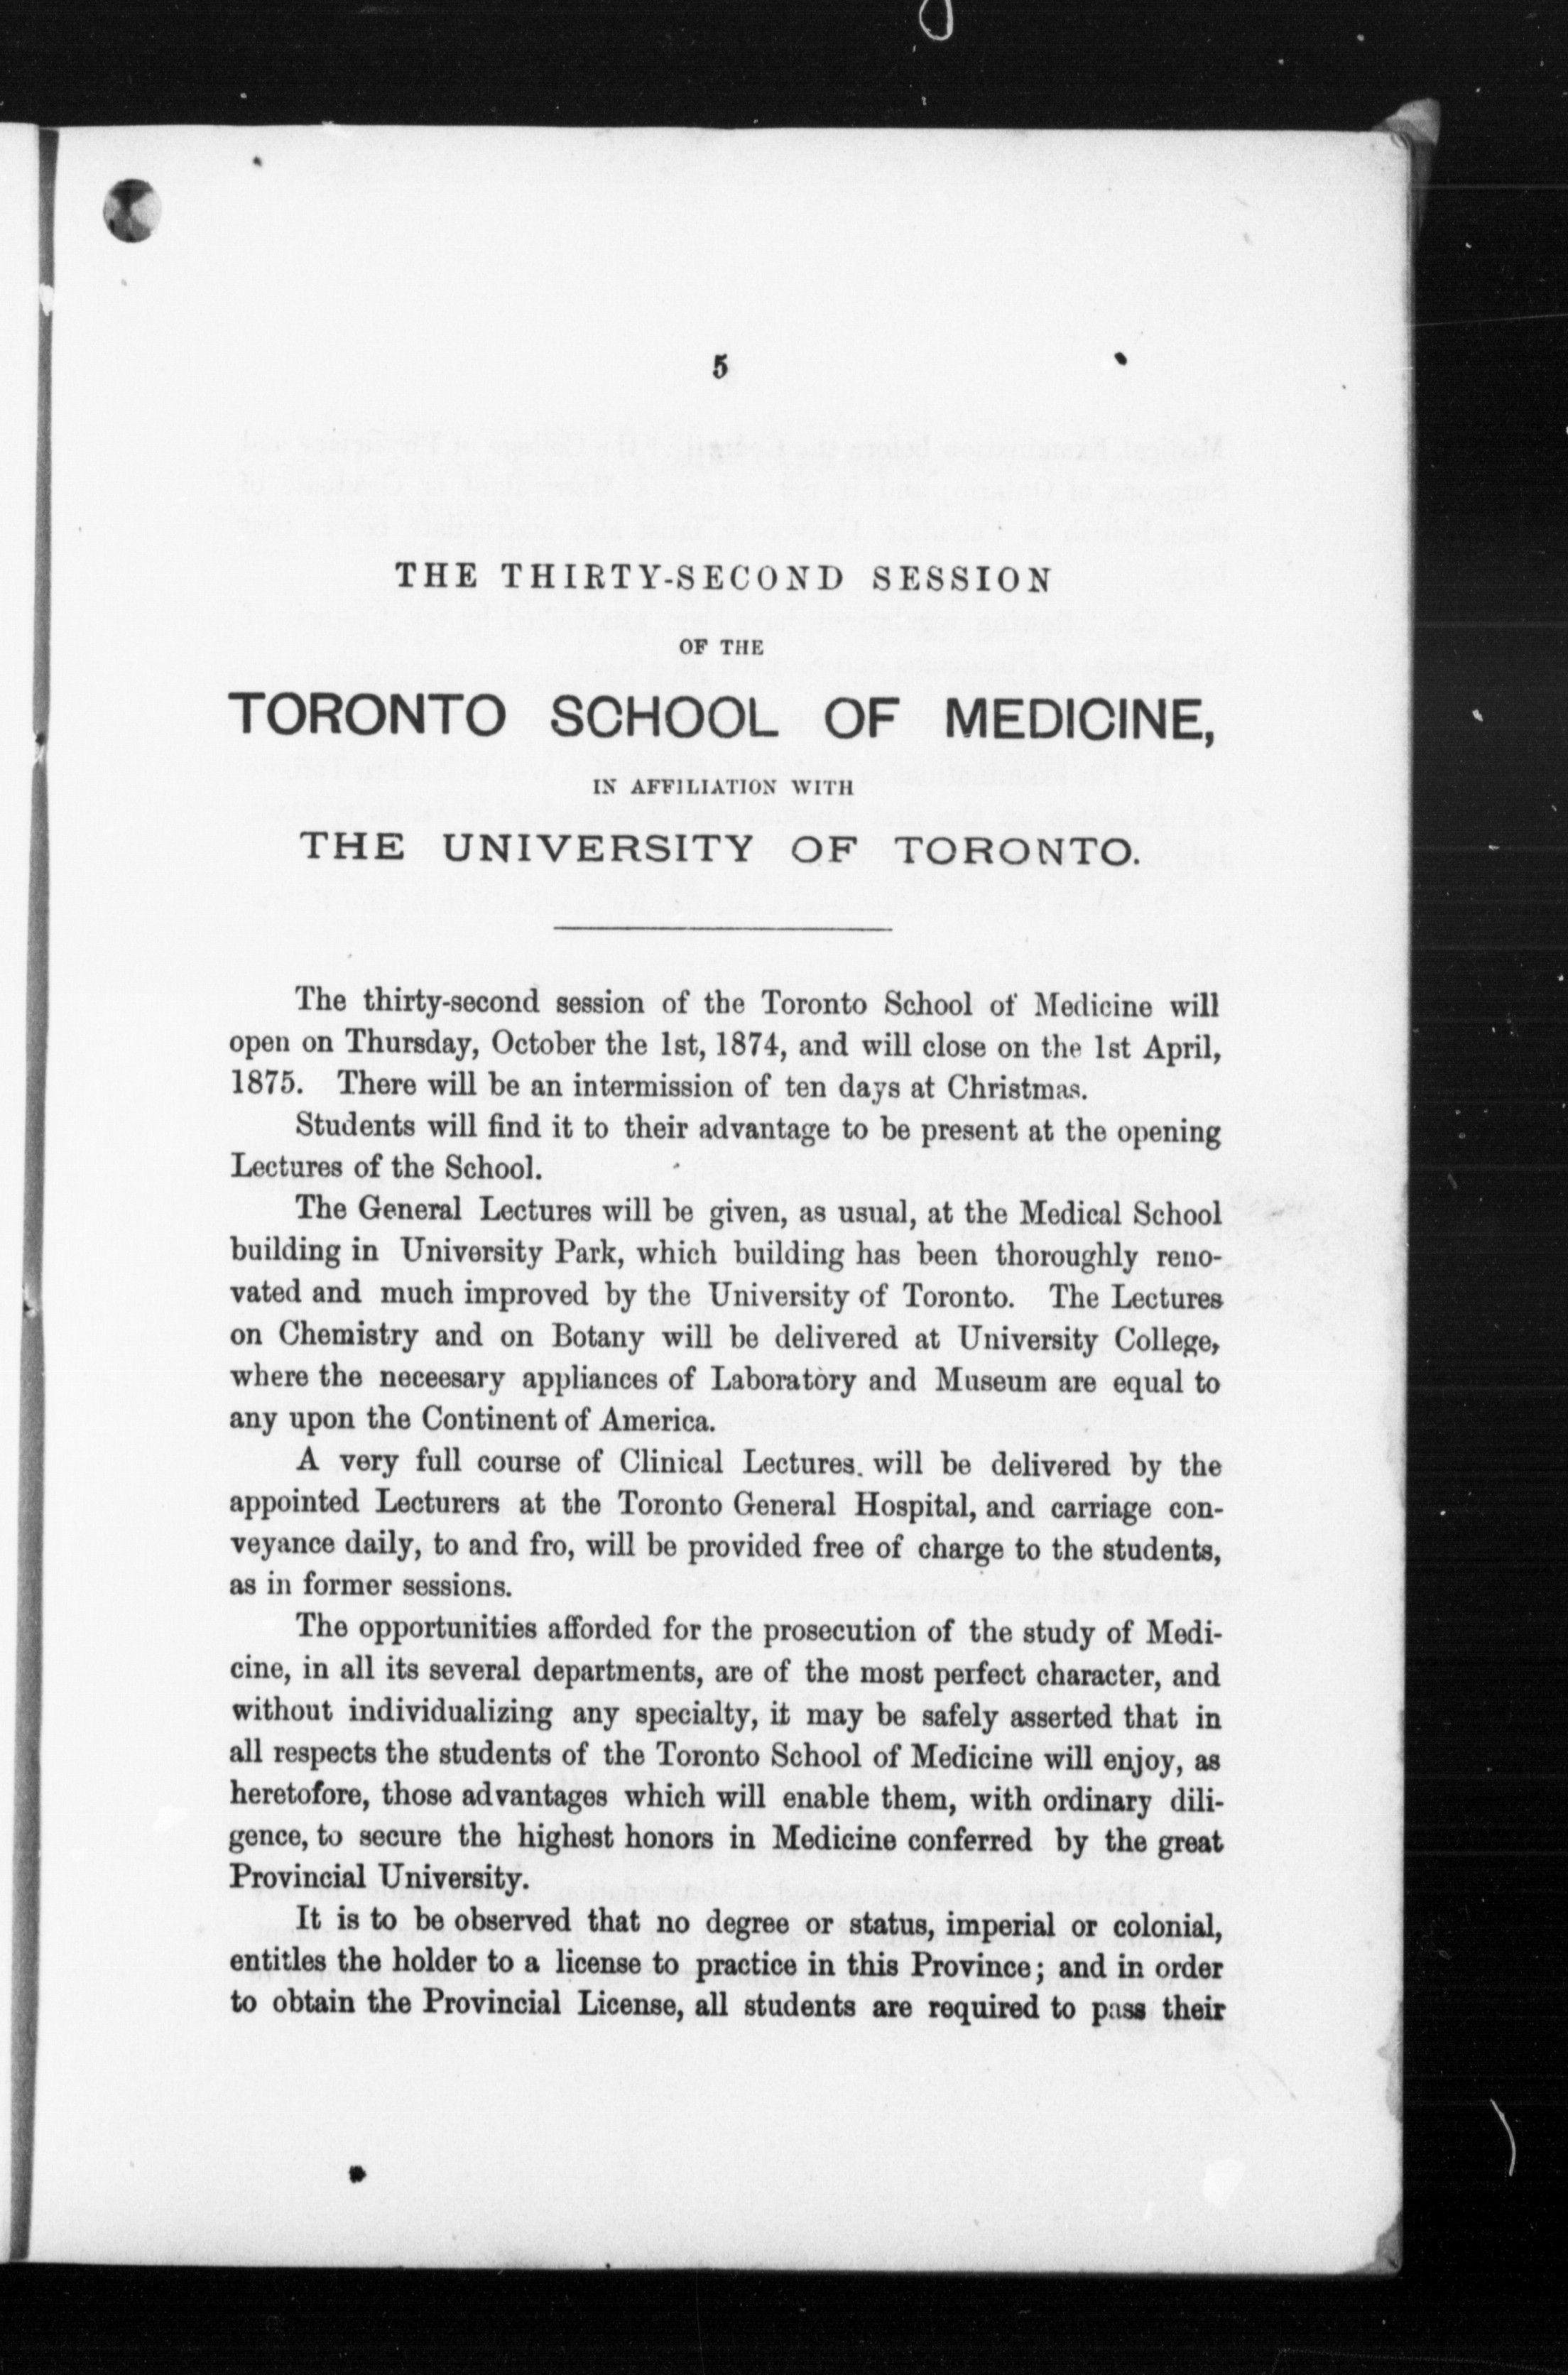 5
THE THIRTY-SECOND SESSION
OF THE
TORONTO SCHOOL OF MEDICINE,
IN AFFILIATION WITH
THE UNIVERSITY OF TORONTO.
The thirty-second session of the Toronto School of Medicine will
open on Thursday, October the 1st, 1874, and will close on the 1st April,
1875. There will be an intermission of ten days at Christmas.
Students will find it to their advantage to be present at the opening
Lectures of the School.
The General Lectures will be given, as usual, at the Medical School
building in University Park, which building has been thoroughly reno-
vated and much improved by the University of Toronto. The Lectures
on Chemistry and on Botany will be delivered at University College,
where the neceesary appliances of Laboratory and Museum are equal to
any upon the Continent of America.
A very full course of Clinical Lectures. will be delivered by the
appointed Lecturers at the Toronto General Hospital, and carriage con-
veyance daily, to and fro, will be provided free of charge to the students,
as in former sessions.
The opportunities afforded for the prosecution of the study of Medi-
cine, in all its several departments, are of the most perfect character, and
without individualizing any specialty, it may be safely asserted that in
all respects the students of the Toronto School of Medicine will enjoy, as
heretofore, those advantages which will enable them, with ordinary dili-
gence, to secure the highest honors in Medicine conferred by the great
Provincial University.
It is to be observed that no degree or status, imperial or colonial,
entitles the holder to a license to practice in this Province; and in order
to obtain the Provincial License, all students are required to pass their